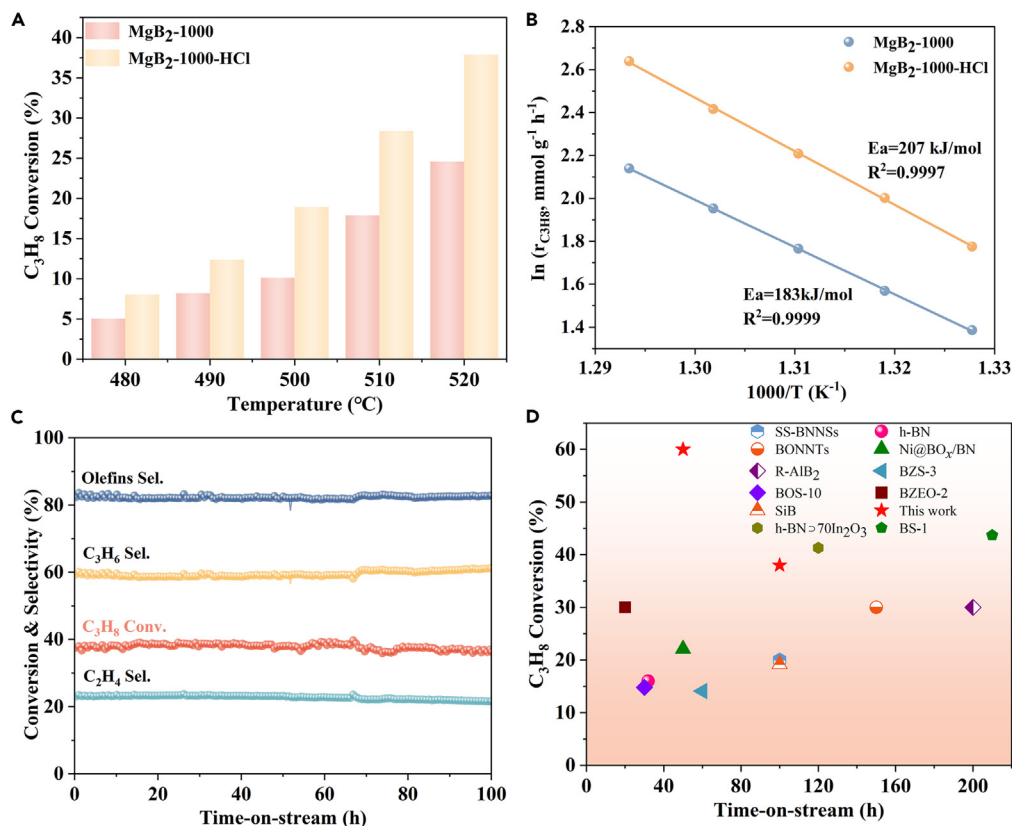 A
MgB2-1000
MgB2-1000-HCl
C3H8 Conversion (%)
40
35
30
25
20
15
10
5
0
480 490 500 510 520
Temperature (°C)
B
MgB2-1000
MgB2-1000-HCl
In (rC3H8, mmol g-1 h-1)
2.8
2.6
2.4
2.2
2.0
1.8
1.6
1.4
Ea=207 kJ/mol
R2=0.9997
Ea=183kJ/mol
R2=0.9999
1.29 1.30 1.31 1.32 1.33
1000/T (K-1)
C
Conversion & Selectivity (%)
100
80
60
40
20
0
Olefins Sel.
C3H6 Sel.
C3H8 Conv.
C2H4 Sel.
0 20 40 60 80 100
Time-on-stream (h)
D
C3H8 Conversion (%)
60
50
40
30
20
10
0
SS-BNNSs h-BN
BONNTs Ni@BOx/BN
R-AlB2 BZS-3
BOS-10 BZEO-2
SiB This work
h-BN⊃70In2O3 BS-1
0 40 80 120 160 200
Time-on-stream (h)